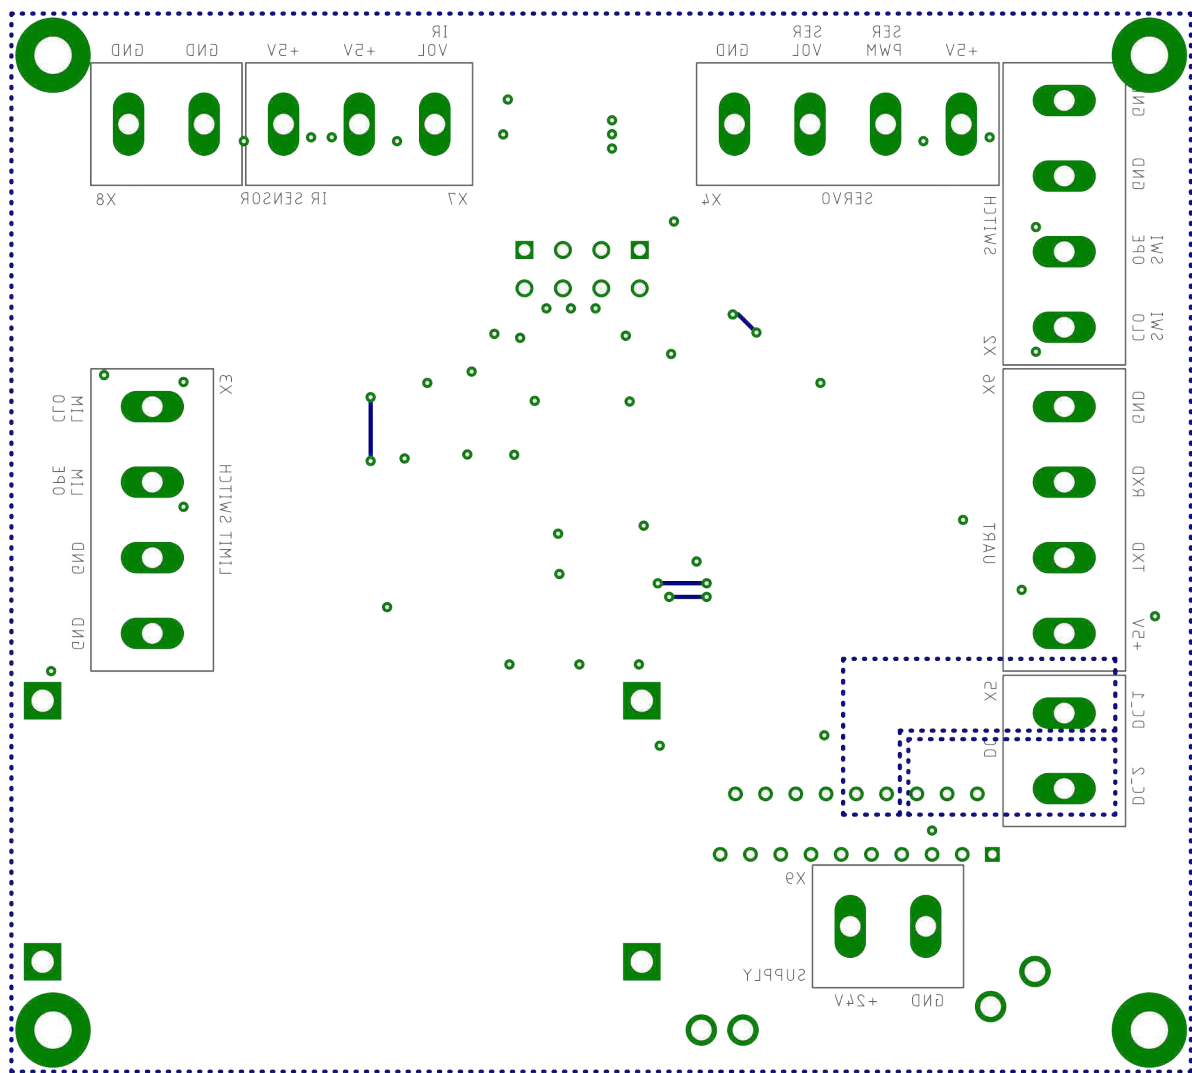 IR
VOL
+5V
+5V
GND
GND
SER
PWM
SER
VOL
+5V
GND
X8
IR SENSOR
X7
X4
SERVO
SWITCH
X2
GND
GND
OPE
SWI
CLO
SWI
X3
LIMIT SWITCH
CLO
LIM
OPE
LIM
GND
GND
X6
UART
GND
RXD
TXD
+5V
X5
DC_1
DC_2
X9
SUPPLY
+24V
GND